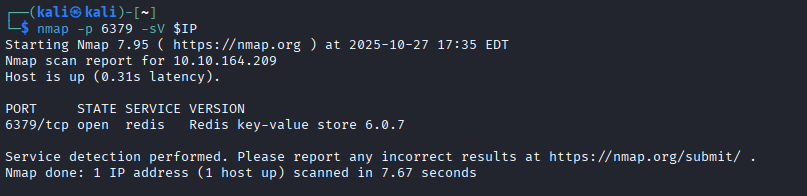 ┌──(kali㉿kali)-[~]
└─$ nmap -p 6379 -sV $IP
Starting Nmap 7.95 ( https://nmap.org ) at 2025-10-27 17:35 EDT
Nmap scan report for 10.10.164.209
Host is up (0.31s latency).

PORT     STATE SERVICE VERSION
6379/tcp open  redis   Redis key-value store 6.0.7

Service detection performed. Please report any incorrect results at https://nmap.org/submit/ .
Nmap done: 1 IP address (1 host up) scanned in 7.67 seconds